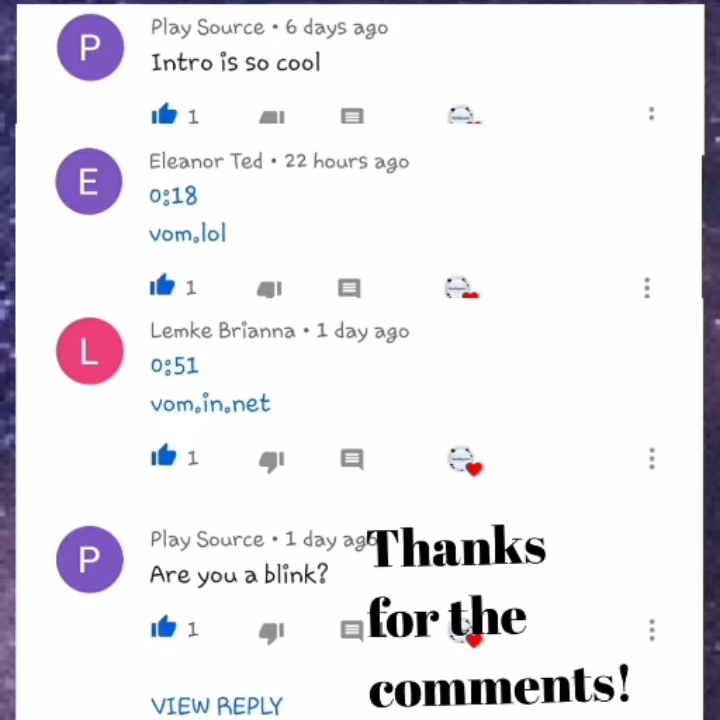 P
Play Source • 6 days ago
Intro is so cool
1
E
Eleanor Ted • 22 hours ago
0:18
vom.lol
1
L
Lemke Brianna • 1 day ago
0:51
vom.in.net
1
P
Play Source • 1 day ago
Are you a blink?
1
VIEW REPLY
Thanks
for the
comments!